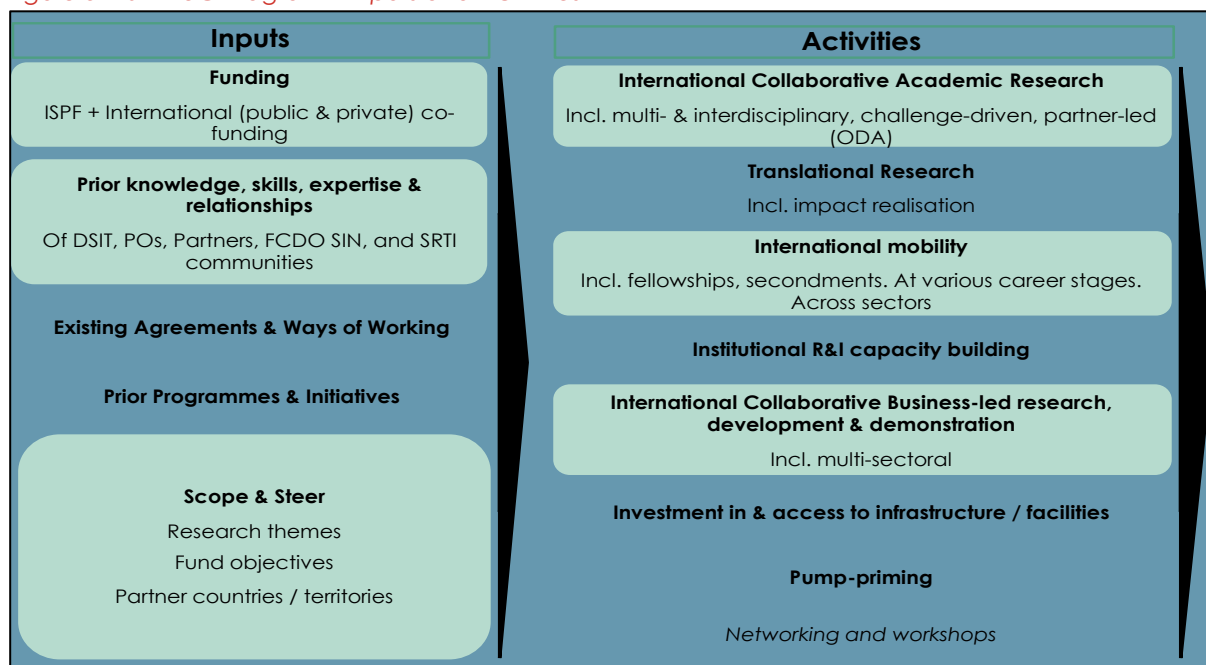 Inputs
Funding
ISPF + International (public & private) co-
funding
Prior knowledge, skills, expertise &
relationships
Of DSIT, POs, Partners, FCDO SIN, and SRTI
communities
Existing Agreements & Ways of Working
Prior Programmes & Initiatives
Scope & Steer
Research themes
Fund objectives
Partner countries / territories
Activities
International Collaborative Academic Research
Incl. multi- & interdisciplinary, challenge-driven, partner-led
(ODA)
Translational Research
Incl. impact realisation
International mobility
Incl. fellowships, secondments. At various career stages.
Across sectors
Institutional R&I capacity building
International Collaborative Business-led research,
development & demonstration
Incl. multi-sectoral
Investment in & access to infrastructure / facilities
Pump-priming
Networking and workshops